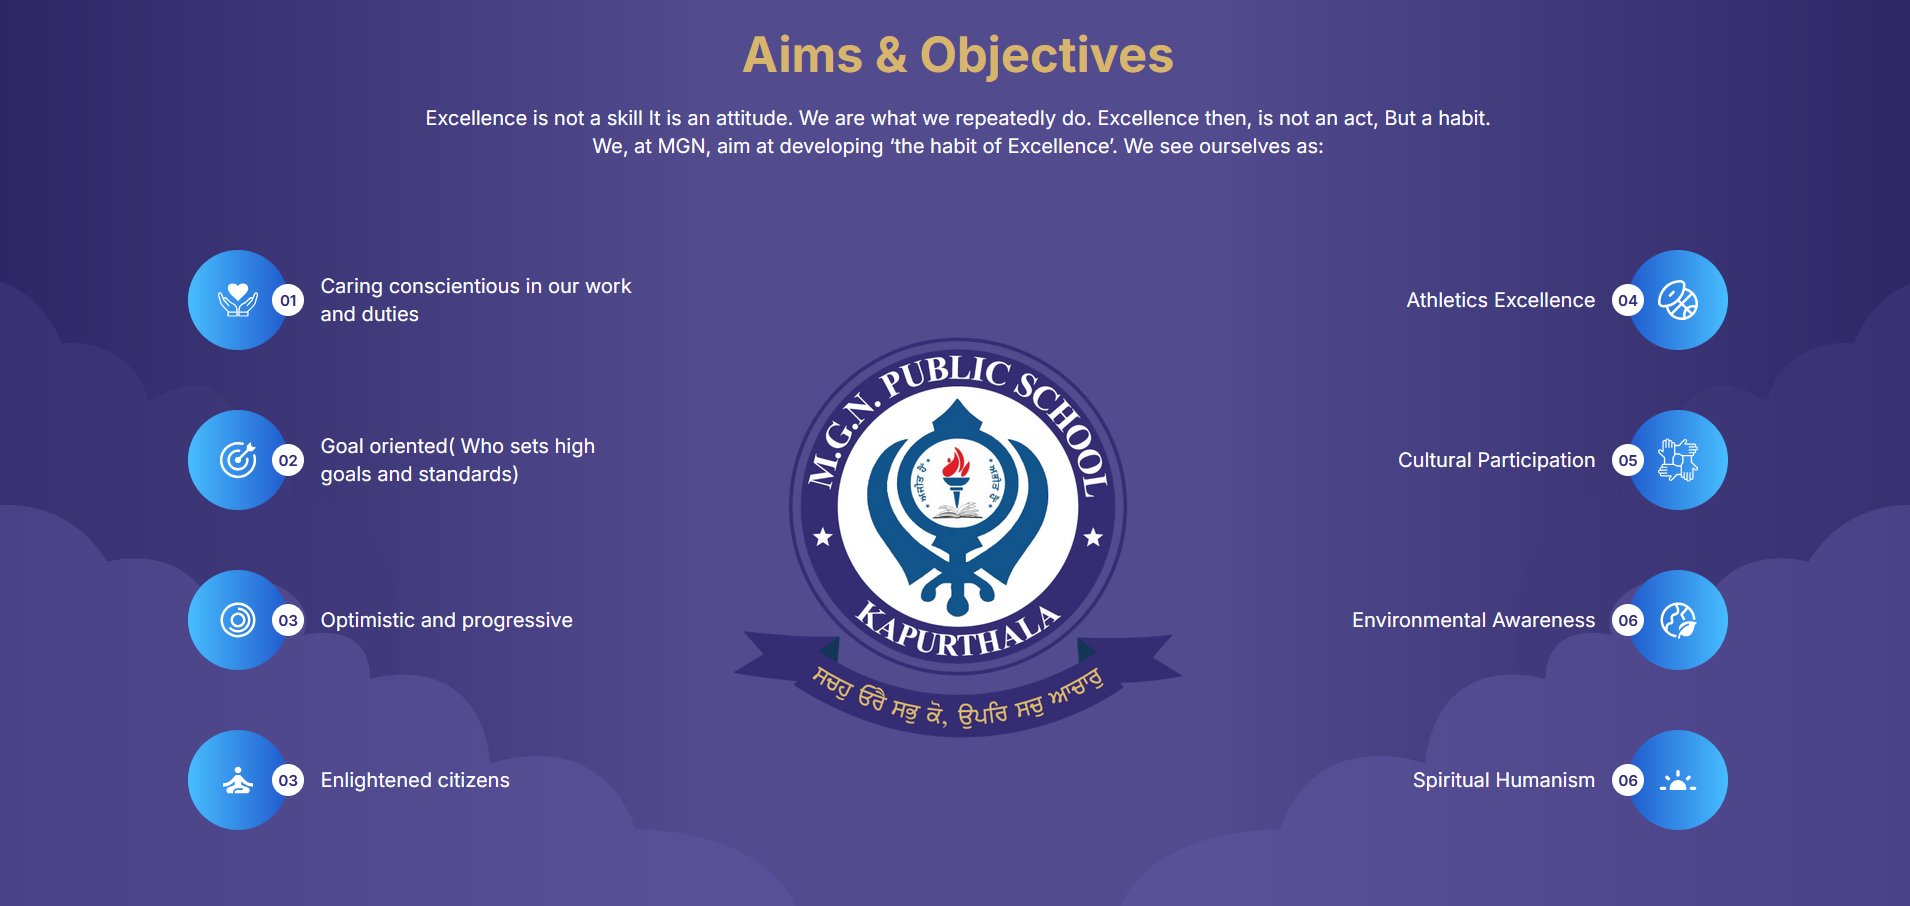 Aims & Objectives
Excellence is not a skill It is an attitude. We are what we repeatedly do. Excellence then, is not an act, But a habit.
We, at MGN, aim at developing ‘the habit of Excellence’. We see ourselves as:
01
Caring conscientious in our work
and duties
02
Goal oriented( Who sets high
goals and standards)
03
Optimistic and progressive
03
Enlightened citizens
M.G.N. PUBLIC SCHOOL
KAPURTHALA
ਸਚਹੁ ਓਰੈ ਸਭੁ ਕੋ, ਉਪਰਿ ਸਚੁ ਆਚਾਰੁ
Athletics Excellence
04
Cultural Participation
05
Environmental Awareness
06
Spiritual Humanism
06